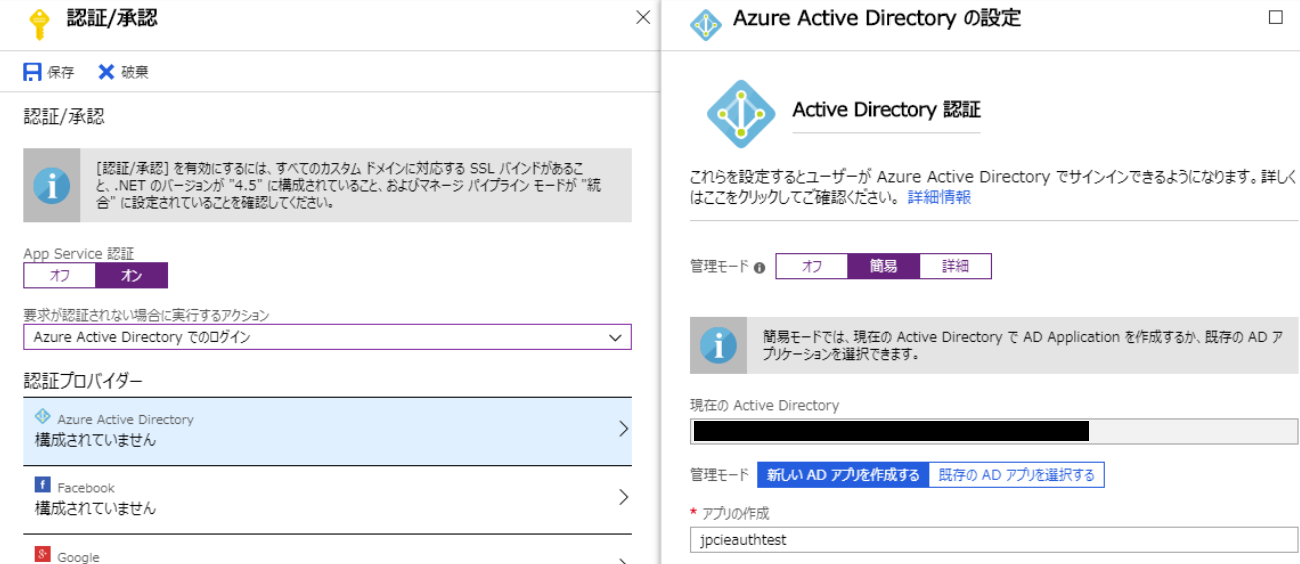 認証/承認
保存
破棄
認証/承認
[認証/承認] を有効にするには、すべてのカスタム ドメインに対応する SSL バインドがあるこ
と、.NET のバージョンが "4.5" に構成されていること、およびマネージ パイプライン モードが "統
合" に設定されていることを確認してください。
App Service 認証
オフ
オン
要求が認証されない場合に実行するアクション
Azure Active Directory でのログイン
認証プロバイダー
Azure Active Directory
構成されていません
Facebook
構成されていません
Google
Azure Active Directory の設定
Active Directory 認証
これらを設定するとユーザーが Azure Active Directory でサインインできるようになります。詳しく
はここをクリックしてご確認ください。 詳細情報
管理モード
オフ
簡易
詳細
簡易モードでは、現在の Active Directory で AD Application を作成するか、既存の AD ア
プリケーションを選択できます。
現在の Active Directory
管理モード
新しい AD アプリを作成する
既存の AD アプリを選択する
* アプリの作成
jpcieauthtest